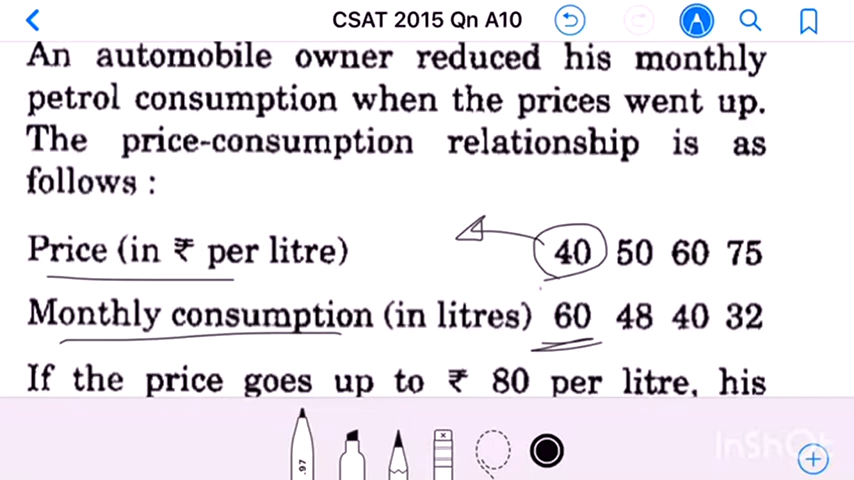 CSAT 2015 Qn A10
An automobile owner reduced his monthly
petrol consumption when the prices went up.
The price-consumption relationship is as
follows :
Price (in ₹ per litre) 40 50 60 75
Monthly consumption (in litres) 60 48 40 32
If the price goes up to ₹ 80 per litre, his
.97
InShOt